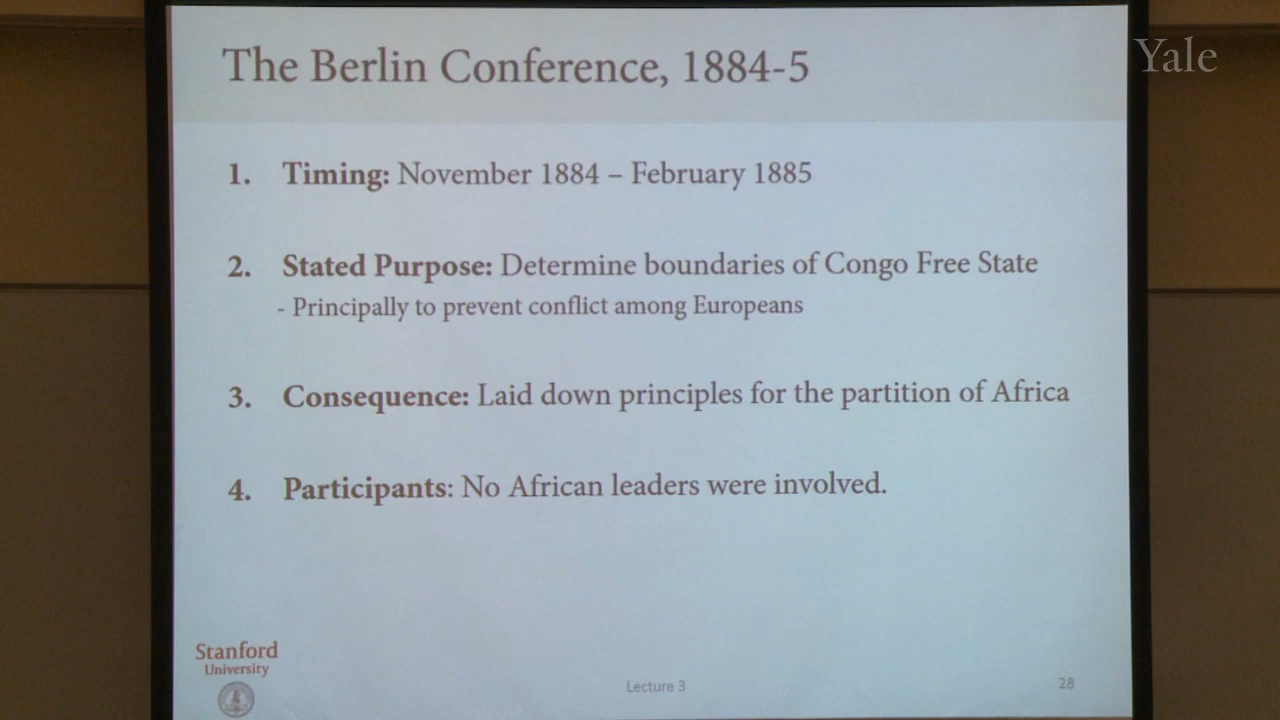 Yale
The Berlin Conference, 1884-5
1. Timing: November 1884 – February 1885
2. Stated Purpose: Determine boundaries of Congo Free State
- Principally to prevent conflict among Europeans
3. Consequence: Laid down principles for the partition of Africa
4. Participants: No African leaders were involved.
Stanford
University
Lecture 3
28